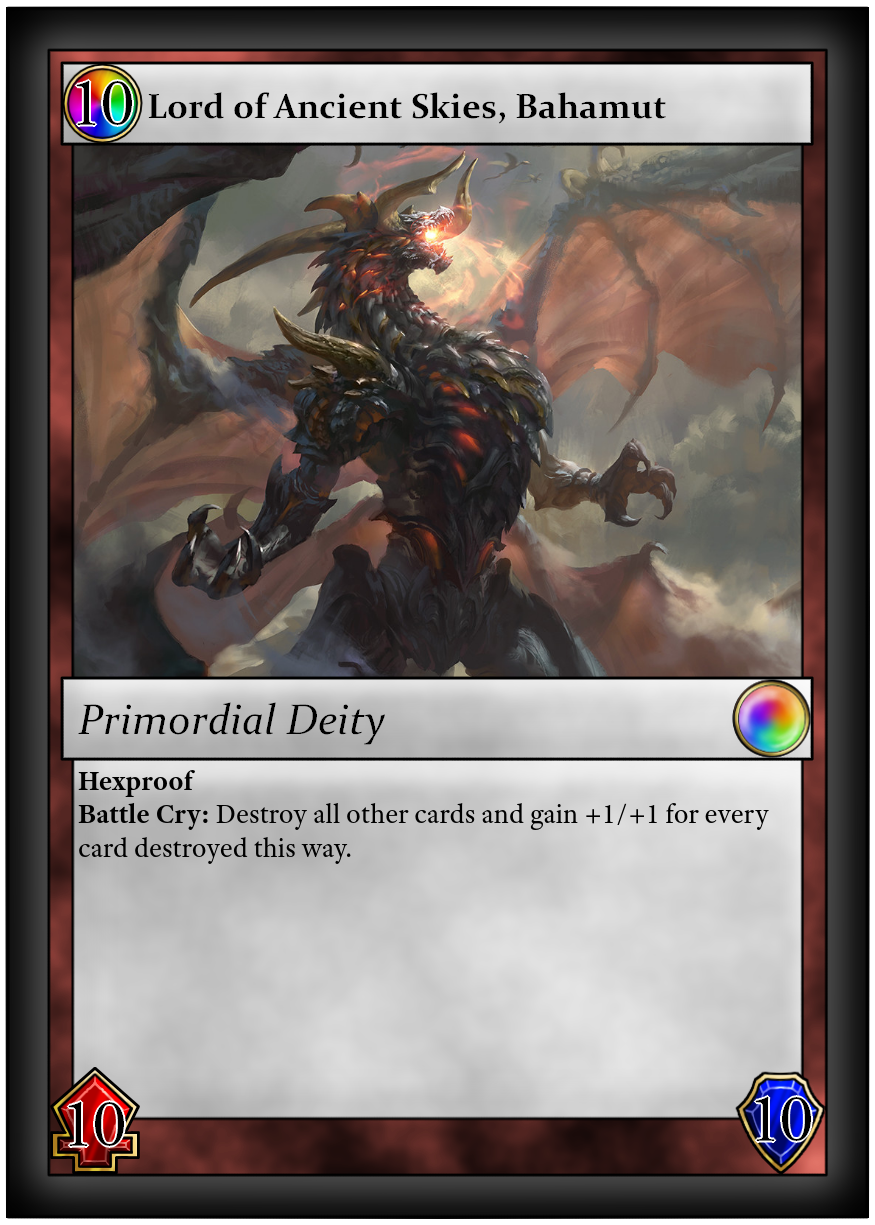 10 Lord of Ancient Skies, Bahamut
Primordial Deity
Hexproof
Battle Cry: Destroy all other cards and gain +1/+1 for every
card destroyed this way.
10
10